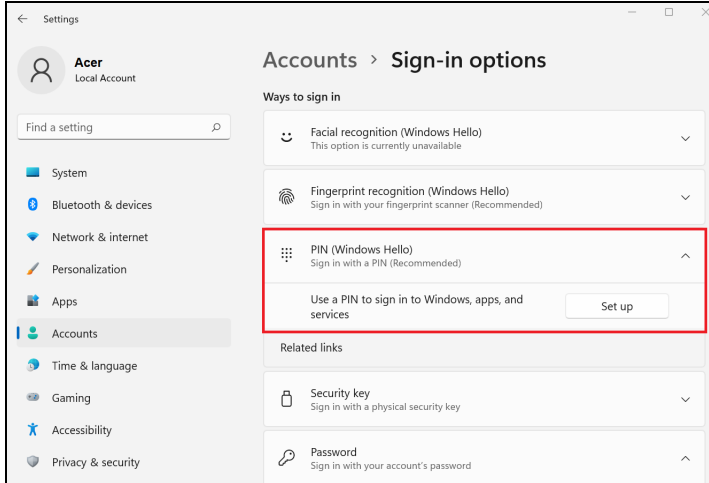 Settings
Acer
Local Account
Find a setting
System
Bluetooth & devices
Network & internet
Personalization
Apps
Accounts
Time & language
Gaming
Accessibility
Privacy & security
Accounts > Sign-in options
Ways to sign in
Facial recognition (Windows Hello)
This option is currently unavailable
Fingerprint recognition (Windows Hello)
Sign in with your fingerprint scanner (Recommended)
PIN (Windows Hello)
Sign in with a PIN (Recommended)
Use a PIN to sign in to Windows, apps, and
services
Set up
Related links
Security key
Sign in with a physical security key
Password
Sign in with your account's password